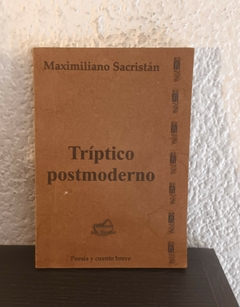 Maximiliano Sacristán
Tríptico
postmoderno
Poesía y cuento breve